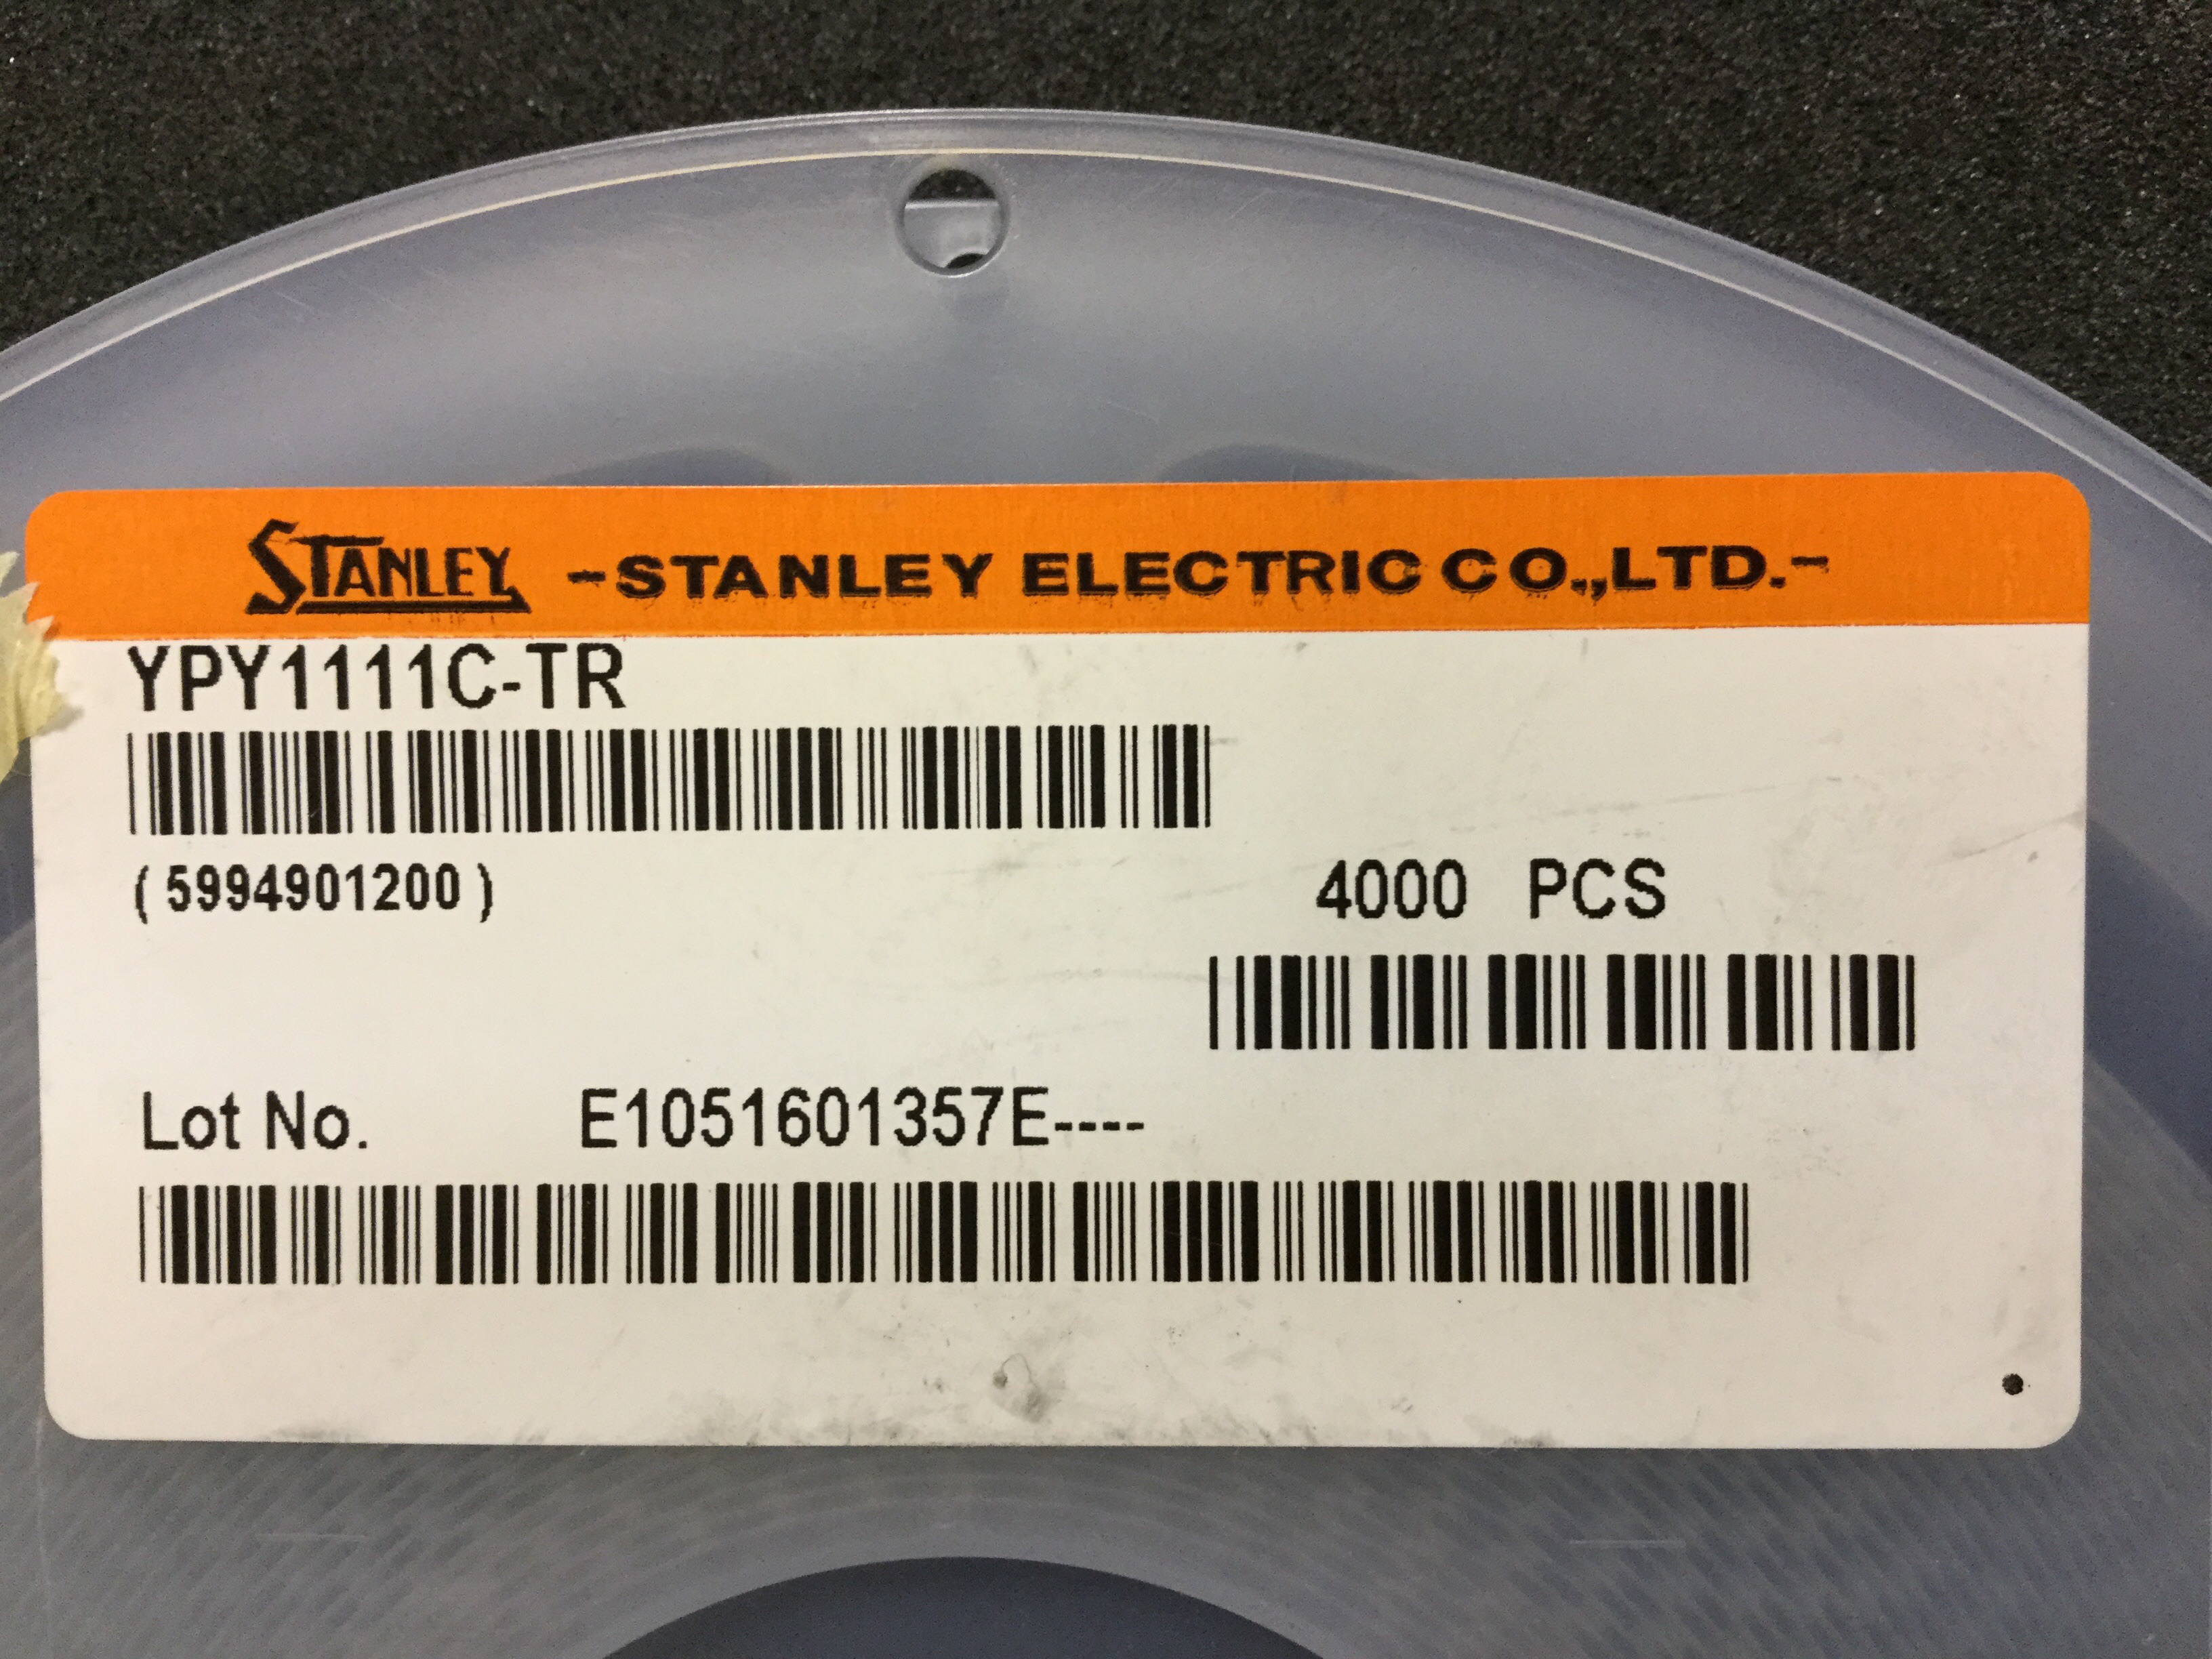 STANLEY -STANLEY ELECTRIC CO.,LTD.-
YPY1111C-TR
( 5994901200 )
4000 PCS
Lot No. E1051601357E----